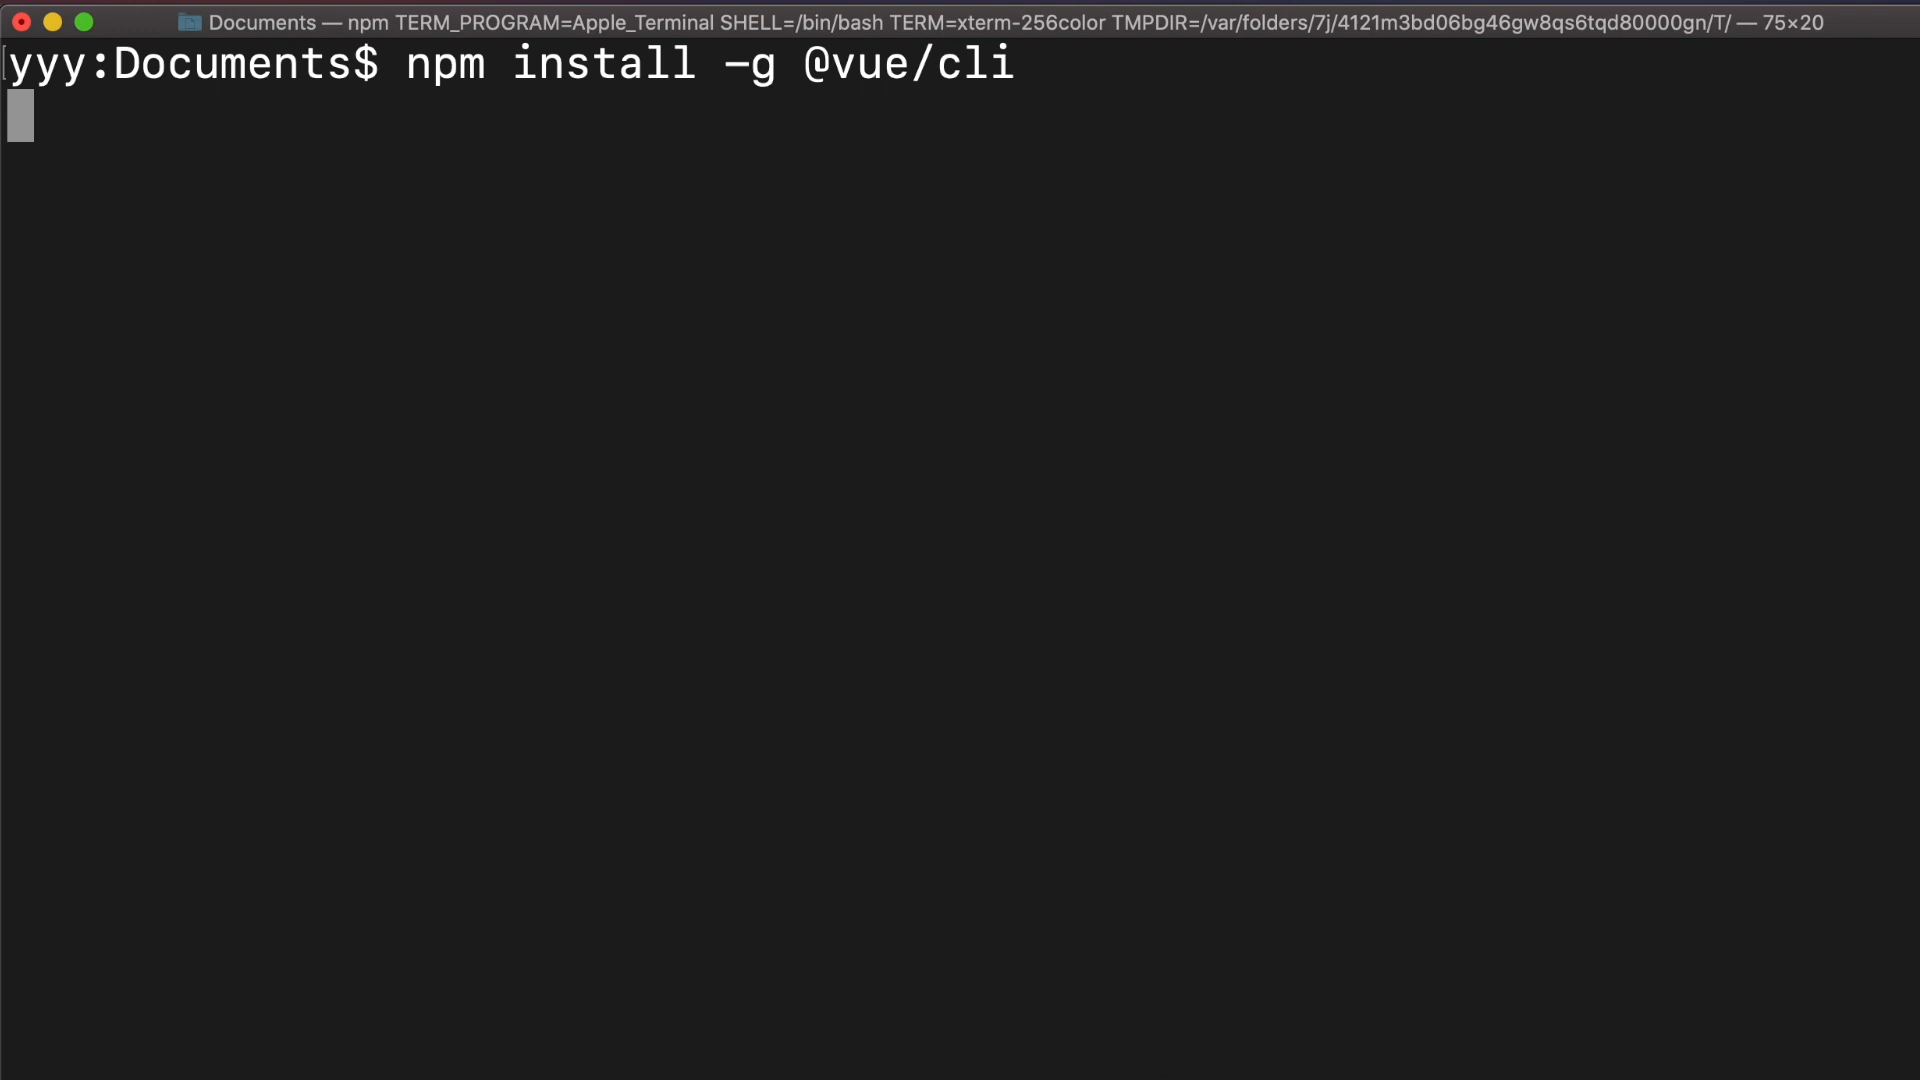 Documents — npm TERM_PROGRAM=Apple_Terminal SHELL=/bin/bash TERM=xterm-256color TMPDIR=/var/folders/7j/4121m3bd06bg46gw8qs6tqd80000gn/T/ — 75×20
yyy:Documents$ npm install -g @vue/cli